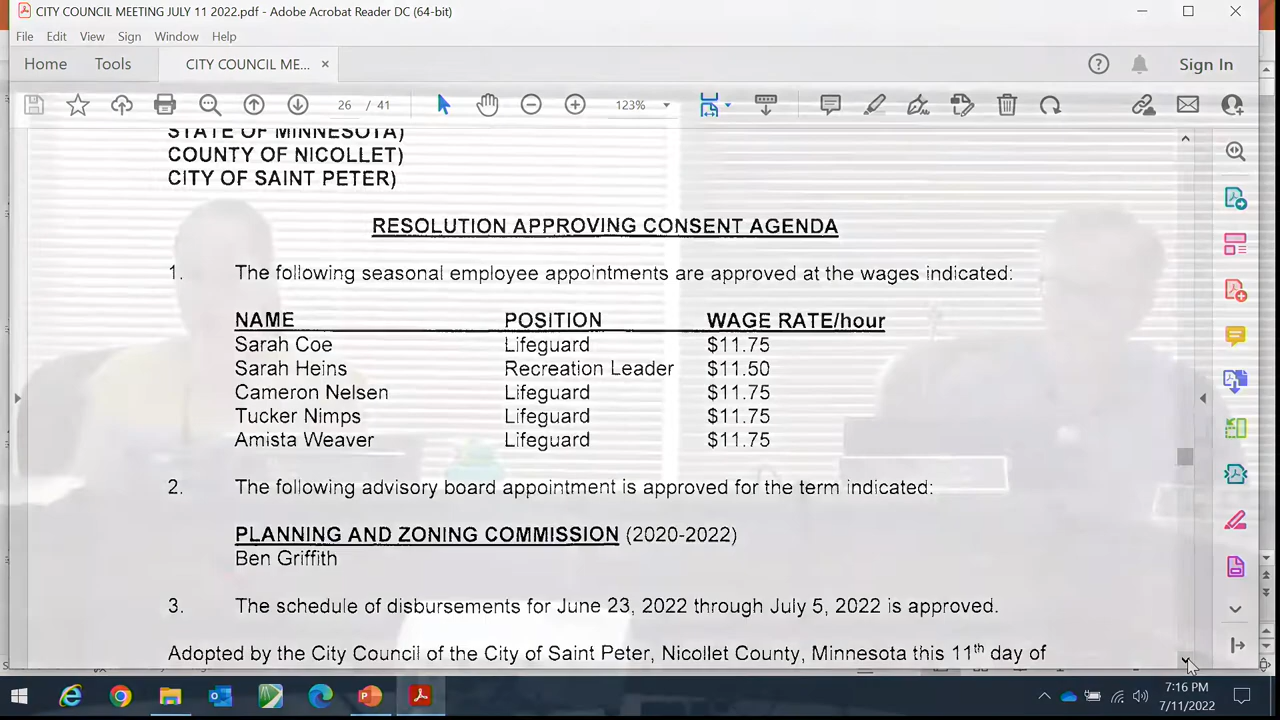 CITY COUNCIL MEETING JULY 11 2022.pdf - Adobe Acrobat Reader DC (64-bit)
File Edit View Sign Window Help
Home Tools CITY COUNCIL ME... × Sign In
26 / 41 123%
STATE OF MINNESOTA)
COUNTY OF NICOLLET)
CITY OF SAINT PETER)
RESOLUTION APPROVING CONSENT AGENDA
1. The following seasonal employee appointments are approved at the wages indicated:
NAME POSITION WAGE RATE/hour
Sarah Coe Lifeguard $11.75
Sarah Heins Recreation Leader $11.50
Cameron Nelsen Lifeguard $11.75
Tucker Nimps Lifeguard $11.75
Amista Weaver Lifeguard $11.75
2. The following advisory board appointment is approved for the term indicated:
PLANNING AND ZONING COMMISSION (2020-2022)
Ben Griffith
3. The schedule of disbursements for June 23, 2022 through July 5, 2022 is approved.
Adopted by the City Council of the City of Saint Peter, Nicollet County, Minnesota this 11th day of
7:16 PM
7/11/2022